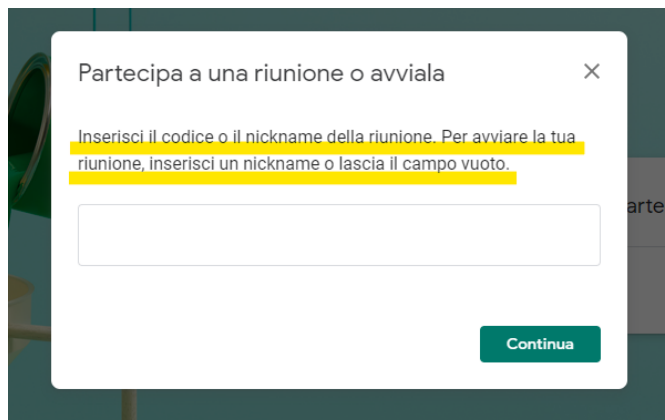 Partecipa a una riunione o avviala
Inserisci il codice o il nickname della riunione. Per avviare la tua
riunione, inserisci un nickname o lascia il campo vuoto.
arte
Continua